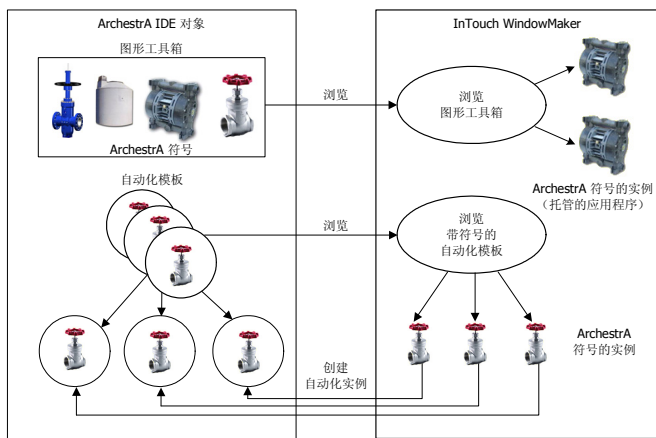 ArchestrA IDE 对象
图形工具箱
ArchestrA 符号
自动化模板
浏览
浏览
创建
自动化实例
InTouch WindowMaker
浏览
图形工具箱
ArchestrA 符号的实例
（托管的应用程序）
浏览
带符号的
自动化模板
ArchestrA
符号的实例